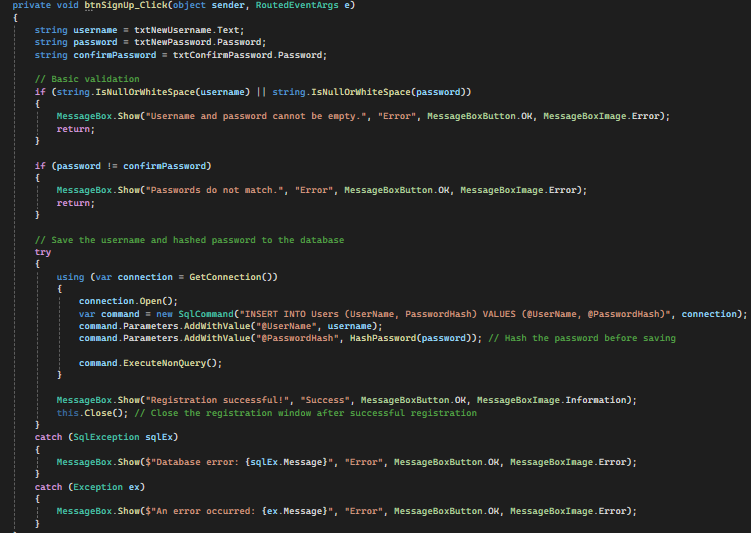 private void btnSignUp_Click(object sender, RoutedEventArgs e)
{
    string username = txtNewUsername.Text;
    string password = txtNewPassword.Password;
    string confirmPassword = txtConfirmPassword.Password;

    // Basic validation
    if (string.IsNullOrWhiteSpace(username) || string.IsNullOrWhiteSpace(password))
    {
        MessageBox.Show("Username and password cannot be empty.", "Error", MessageBoxButton.OK, MessageBoxImage.Error);
        return;
    }

    if (password != confirmPassword)
    {
        MessageBox.Show("Passwords do not match.", "Error", MessageBoxButton.OK, MessageBoxImage.Error);
        return;
    }

    // Save the username and hashed password to the database
    try
    {
        using (var connection = GetConnection())
        {
            connection.Open();
            var command = new SqlCommand("INSERT INTO Users (UserName, PasswordHash) VALUES (@UserName, @PasswordHash)", connection);
            command.Parameters.AddWithValue("@UserName", username);
            command.Parameters.AddWithValue("@PasswordHash", HashPassword(password)); // Hash the password before saving

            command.ExecuteNonQuery();
        }

        MessageBox.Show("Registration successful!", "Success", MessageBoxButton.OK, MessageBoxImage.Information);
        this.Close(); // Close the registration window after successful registration
    }
    catch (SqlException sqlEx)
    {
        MessageBox.Show($"Database error: {sqlEx.Message}", "Error", MessageBoxButton.OK, MessageBoxImage.Error);
    }
    catch (Exception ex)
    {
        MessageBox.Show($"An error occurred: {ex.Message}", "Error", MessageBoxButton.OK, MessageBoxImage.Error);
    }